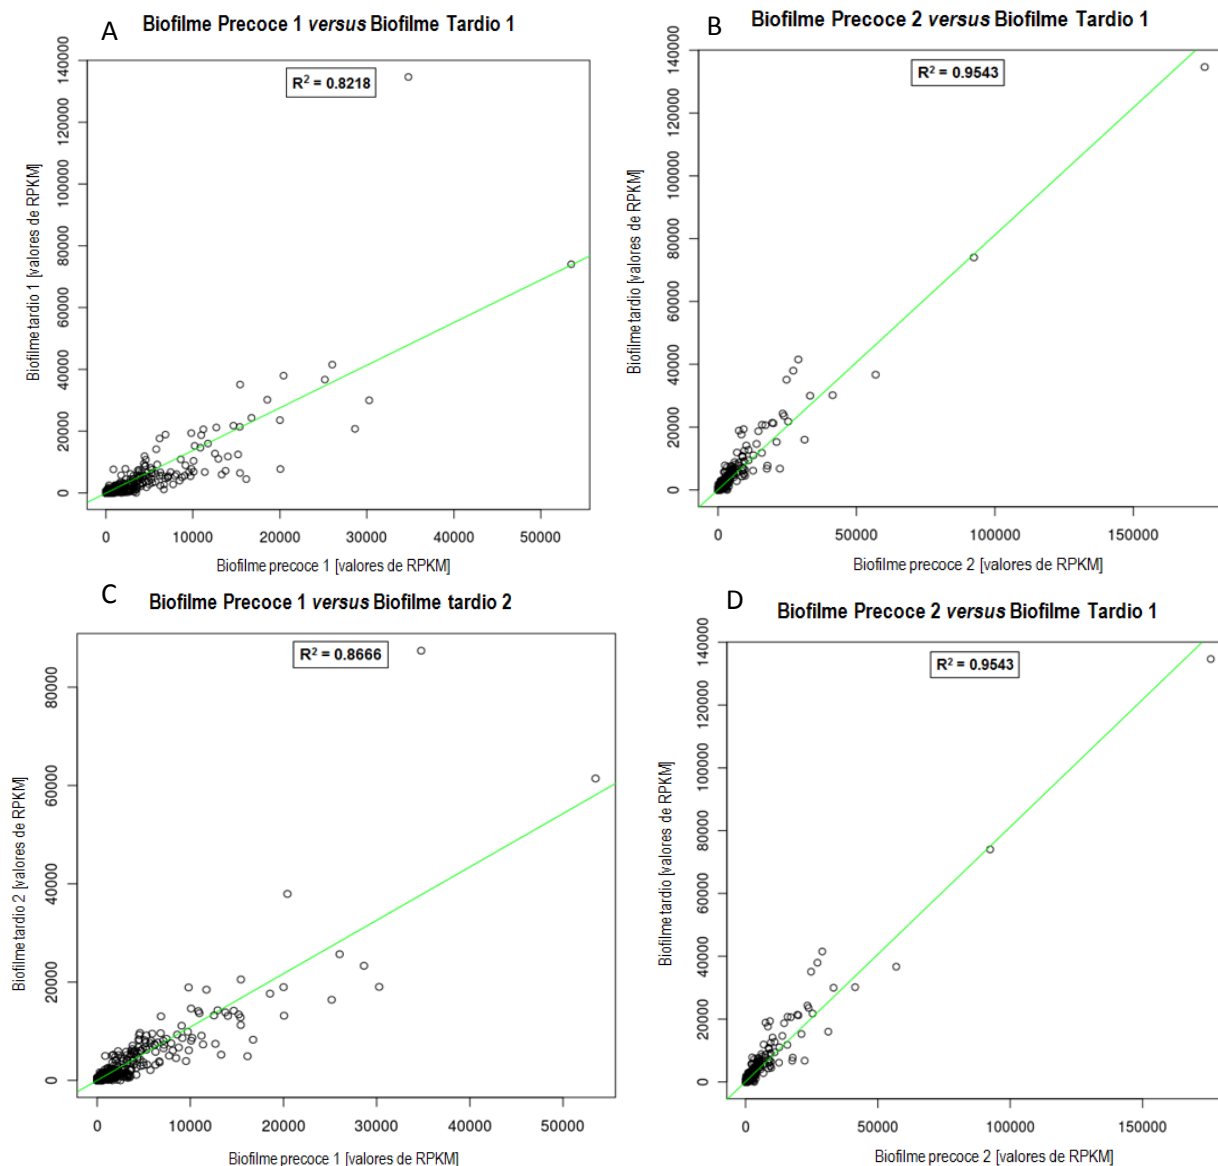 A
Biofilme Precoce 1 versus Biofilme Tardio 1
R² = 0.8218
Biofilme tardio 1 [valores de RPKM]
0 20000 40000 60000 80000 100000 120000 140000
0 10000 20000 30000 40000 50000
Biofilme precoce 1 [valores de RPKM]
B
Biofilme Precoce 2 versus Biofilme Tardio 1
R² = 0.9543
Biofilme tardio [valores de RPKM]
0 20000 40000 60000 80000 100000 120000 140000
0 50000 100000 150000
Biofilme precoce 2 [valores de RPKM]
C
Biofilme Precoce 1 versus Biofilme tardio 2
R² = 0.8666
Biofilme tardio 2 [valores de RPKM]
0 20000 40000 60000 80000
0 10000 20000 30000 40000 50000
Biofilme precoce 1 [valores de RPKM]
D
Biofilme Precoce 2 versus Biofilme Tardio 1
R² = 0.9543
Biofilme tardio [valores de RPKM]
0 20000 40000 60000 80000 100000 120000 140000
0 50000 100000 150000
Biofilme precoce 2 [valores de RPKM]